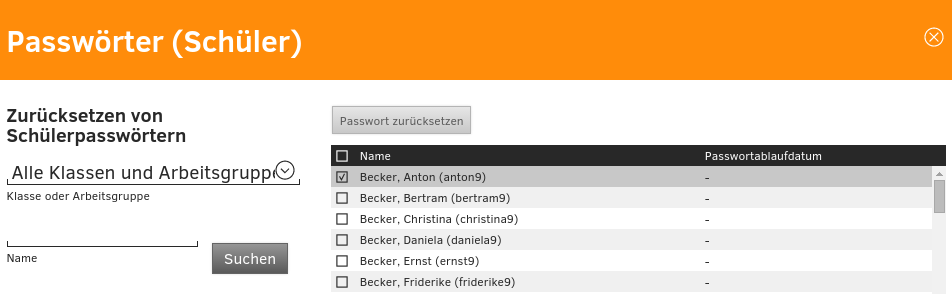 Passwörter (Schüler)
Zurücksetzen von
Schülerpasswörtern
Alle Klassen und Arbeitsgruppe
Klasse oder Arbeitsgruppe
Name
Suchen
Passwort zurücksetzen
Name Passwortablaufdatum
Becker, Anton (anton9) -
Becker, Bertram (bertram9) -
Becker, Christina (christina9) -
Becker, Daniela (daniela9) -
Becker, Ernst (ernst9) -
Becker, Friderike (friderike9) -